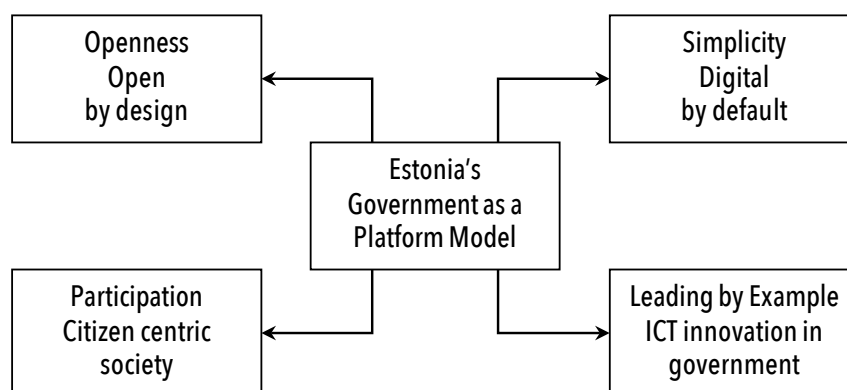 Openness
Open
by design
Simplicity
Digital
by default
Estonia's
Government as a
Platform Model
Participation
Citizen centric
society
Leading by Example
ICT innovation in
government